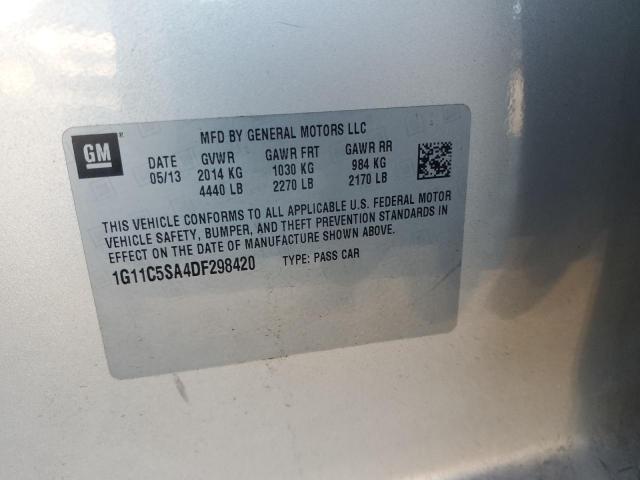 GM
MFD BY GENERAL MOTORS LLC
DATE GVWR GAWR FRT GAWR RR
05/13 2014 KG 1030 KG 984 KG
4440 LB 2270 LB 2170 LB
THIS VEHICLE CONFORMS TO ALL APPLICABLE U.S. FEDERAL MOTOR
VEHICLE SAFETY, BUMPER, AND THEFT PREVENTION STANDARDS IN
EFFECT ON THE DATE OF MANUFACTURE SHOWN ABOVE.
1G11C5SA4DF298420 TYPE: PASS CAR